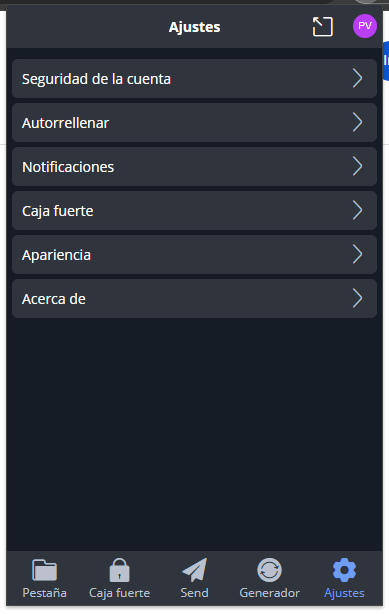 Ajustes
PV
Seguridad de la cuenta
Autorrellenar
Notificaciones
Caja fuerte
Apariencia
Acerca de
Pestaña
Caja fuerte
Send
Generador
Ajustes